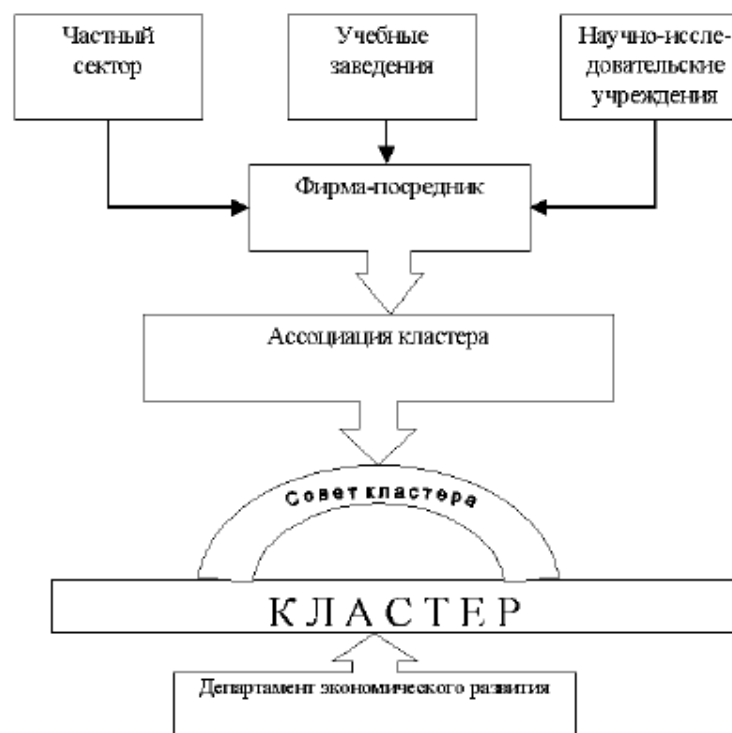 Частный
сектор
Учебные
заведения
Научно-иссле-
довательские
учреждения
Фирма-посредник
Ассоциация кластера
Совет кластера
КЛАСТЕР
Департамент экономического развития